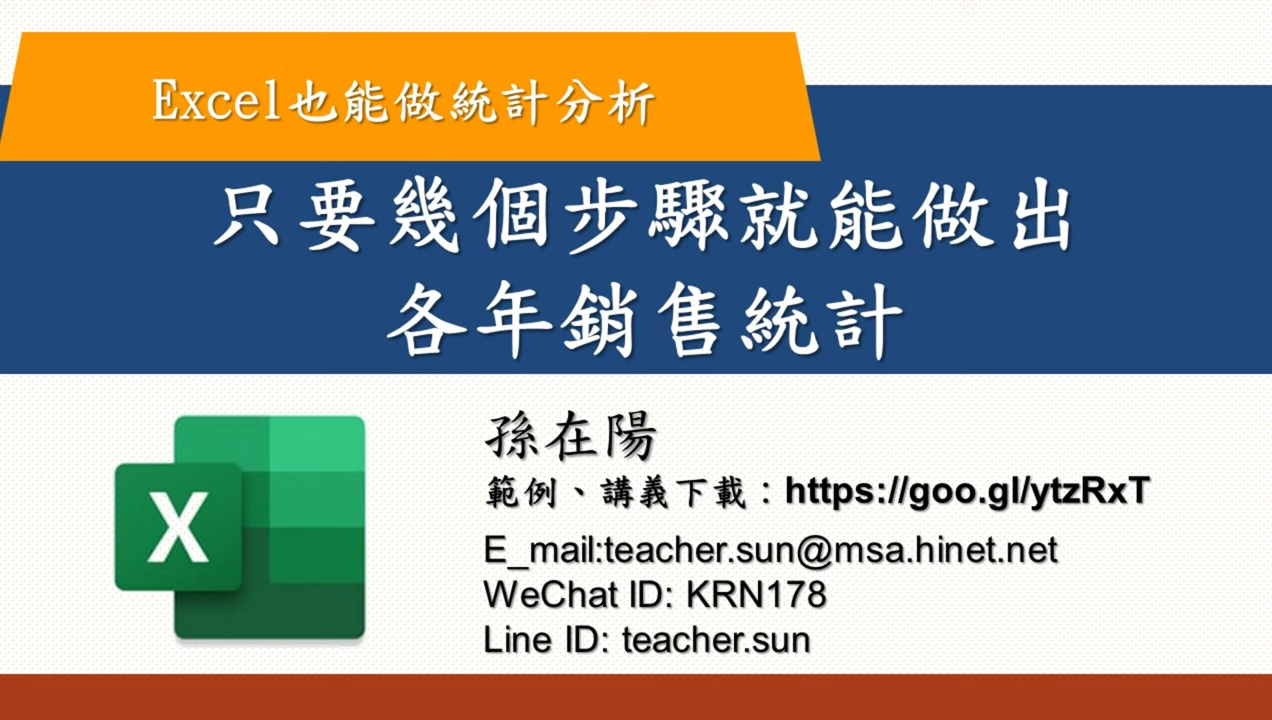 Excel也能做統計分析
只要幾個步驟就能做出
各年銷售統計
X
孫在陽
範例、講義下載：https://goo.gl/ytzRxT
E_mail:teacher.sun@msa.hinet.net
WeChat ID: KRN178
Line ID: teacher.sun